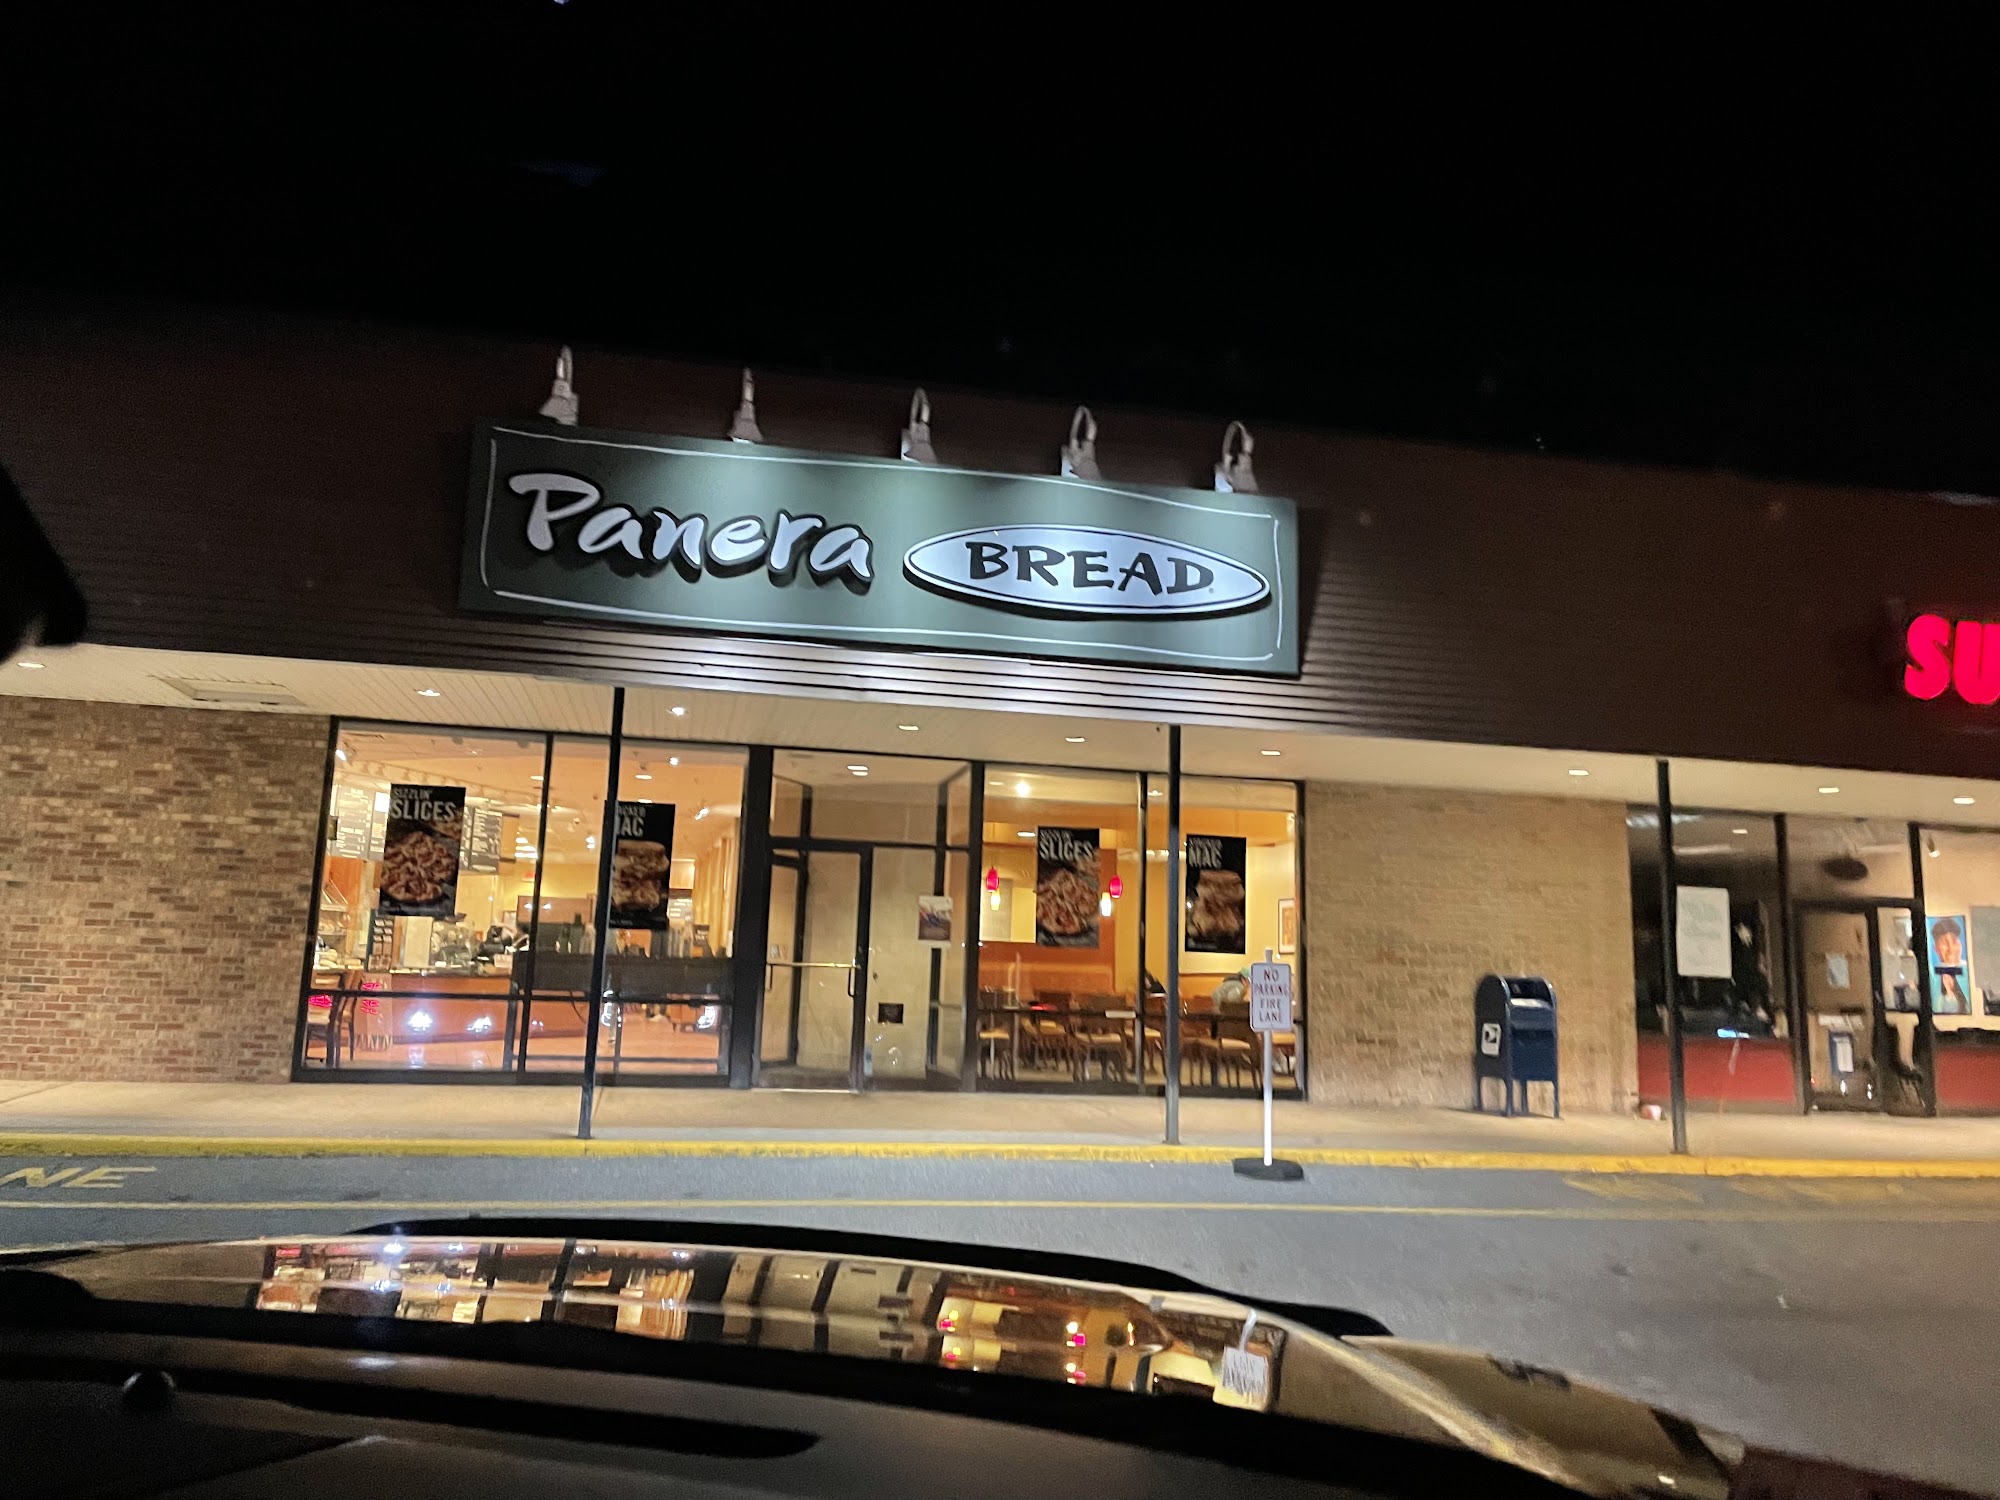 Panera BREAD
SU
SIZZLIN'
SLICES
MAC
SIZZLIN'
SLICES
MAC
NO
PARKING
FIRE
LANE
NE